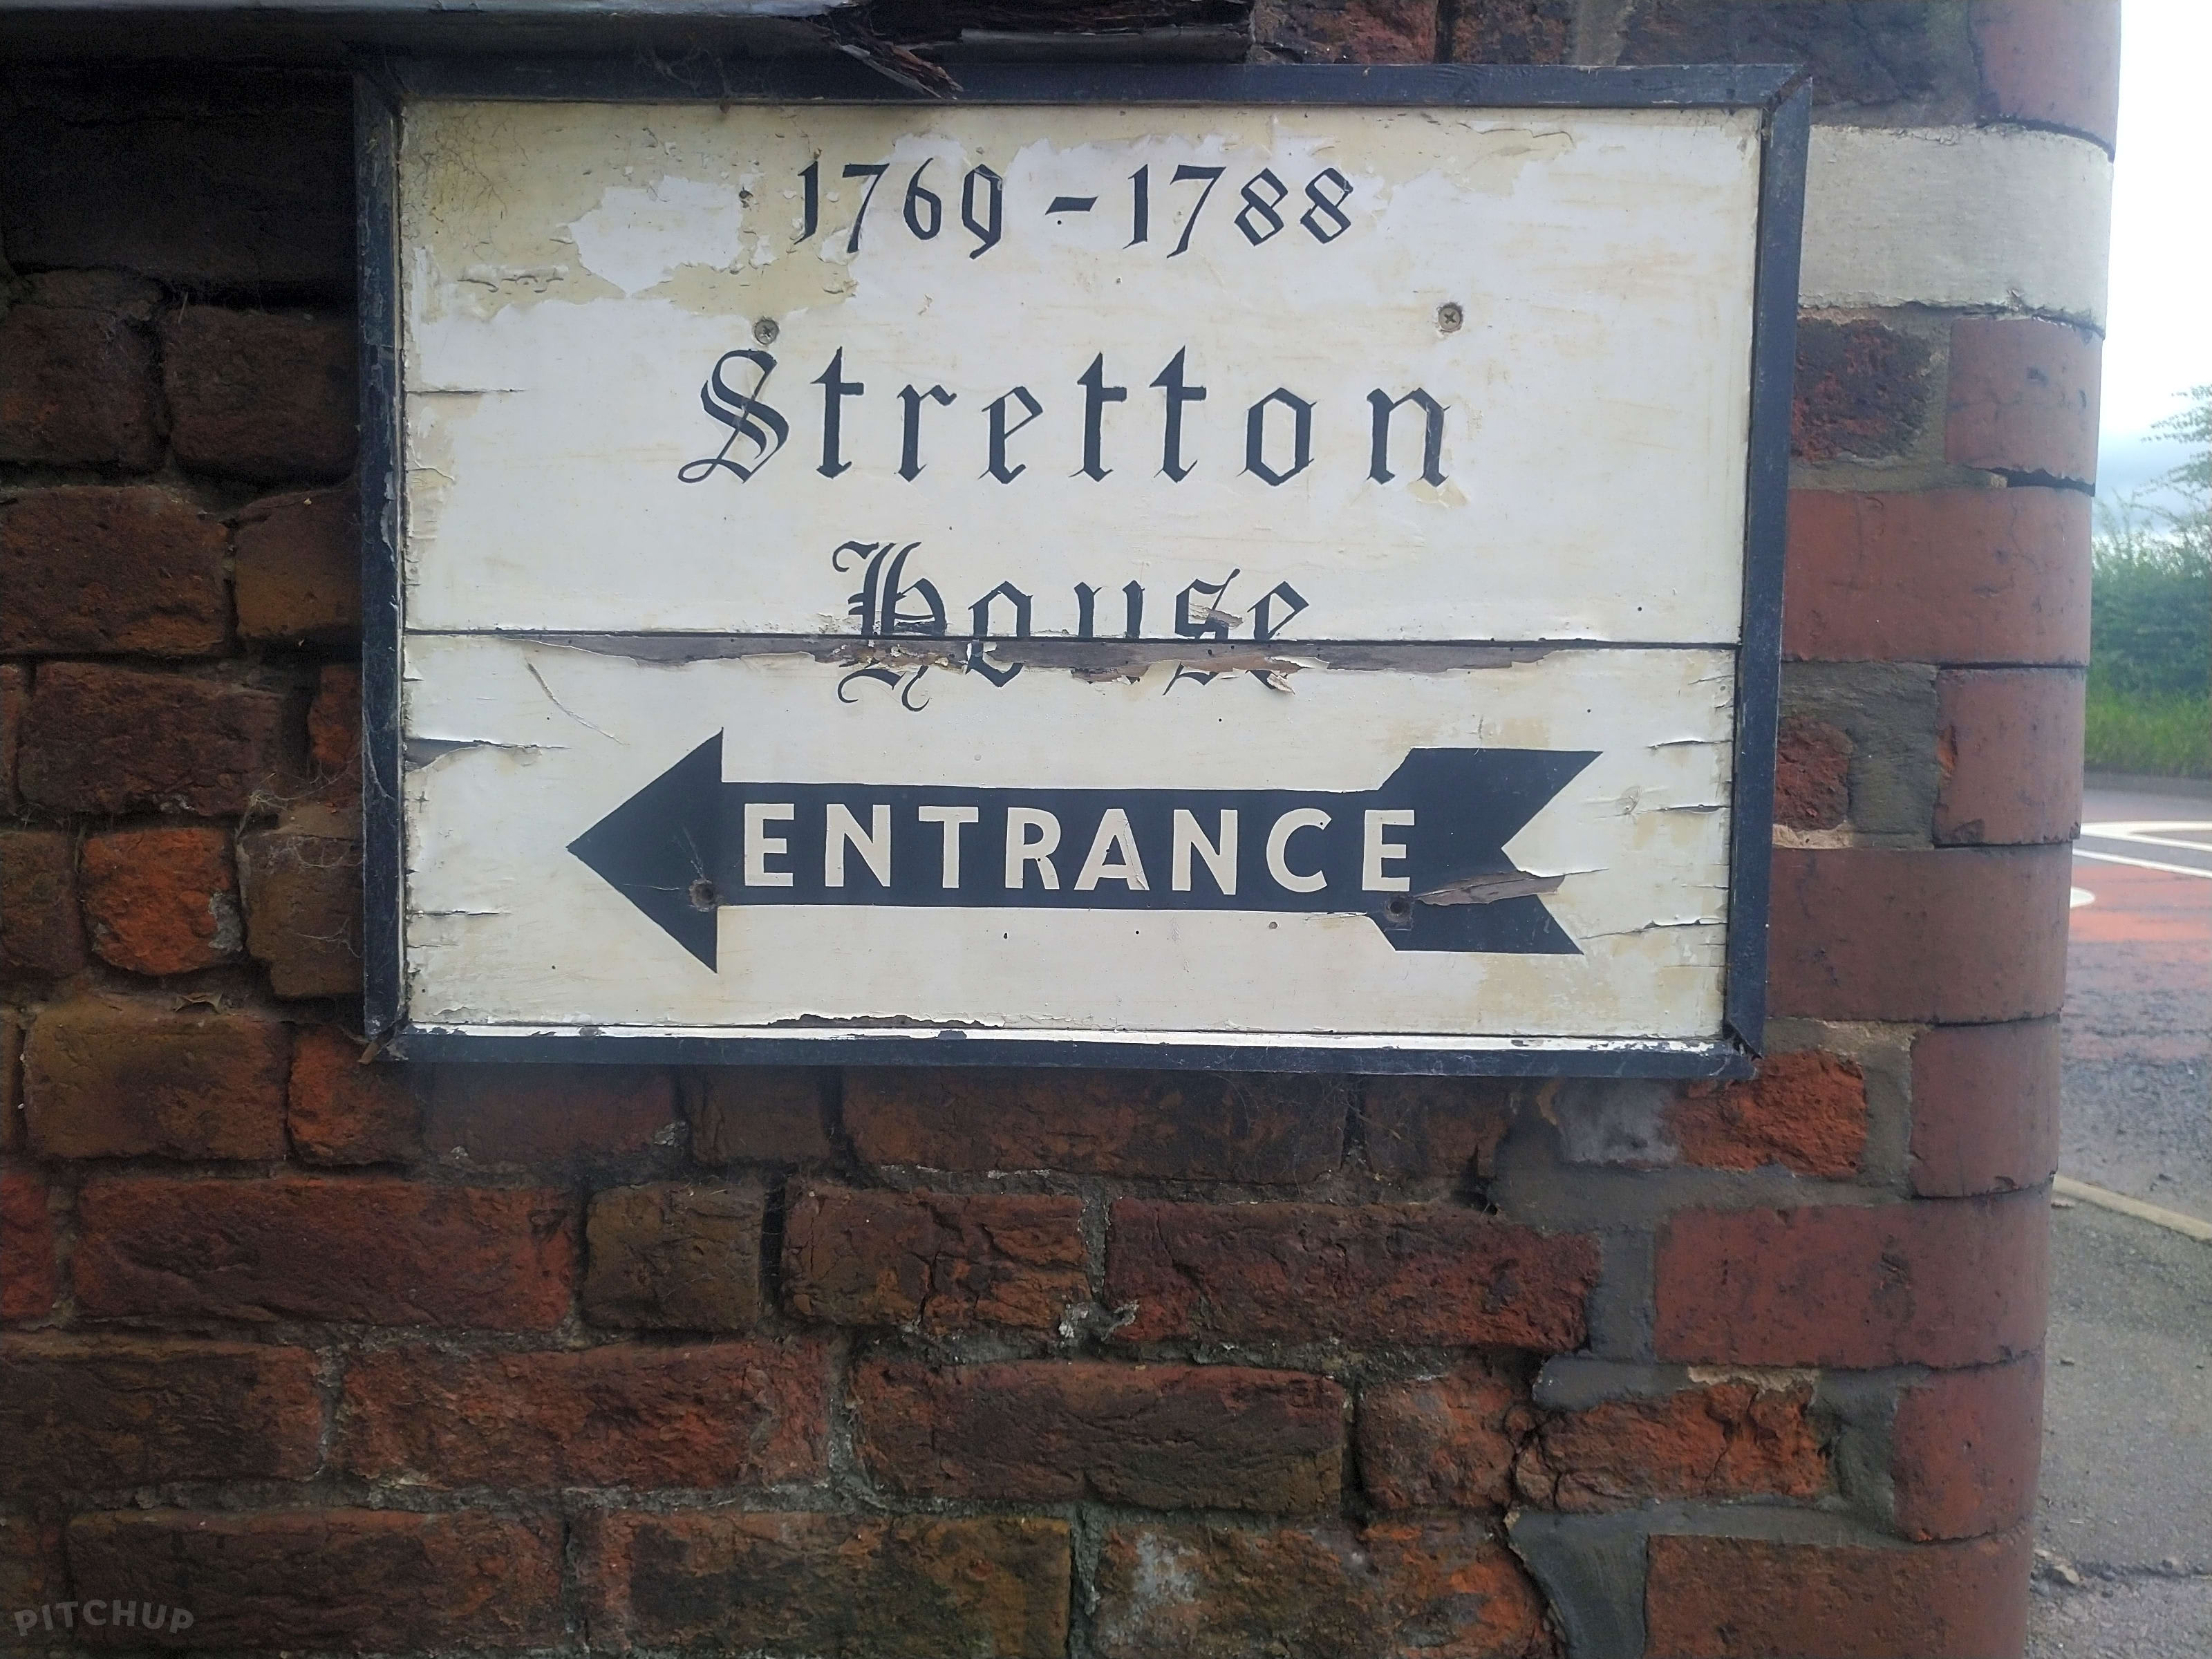 1769 - 1788
Stretton
House
ENTRANCE
PITCHUP